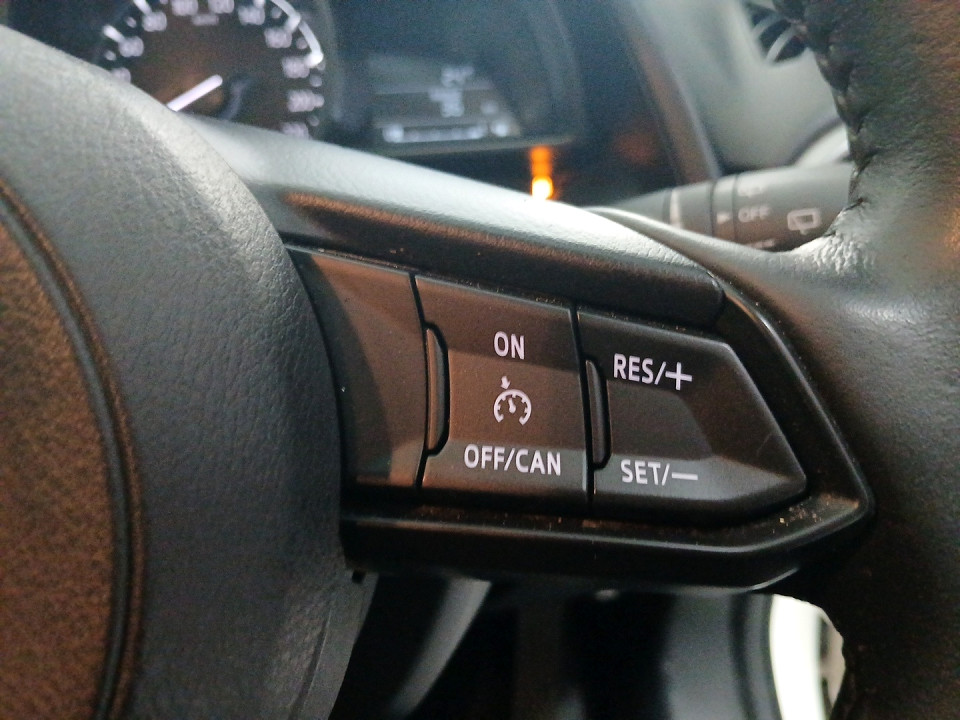 OFF
ON
RES/+
OFF/CAN
SET/—